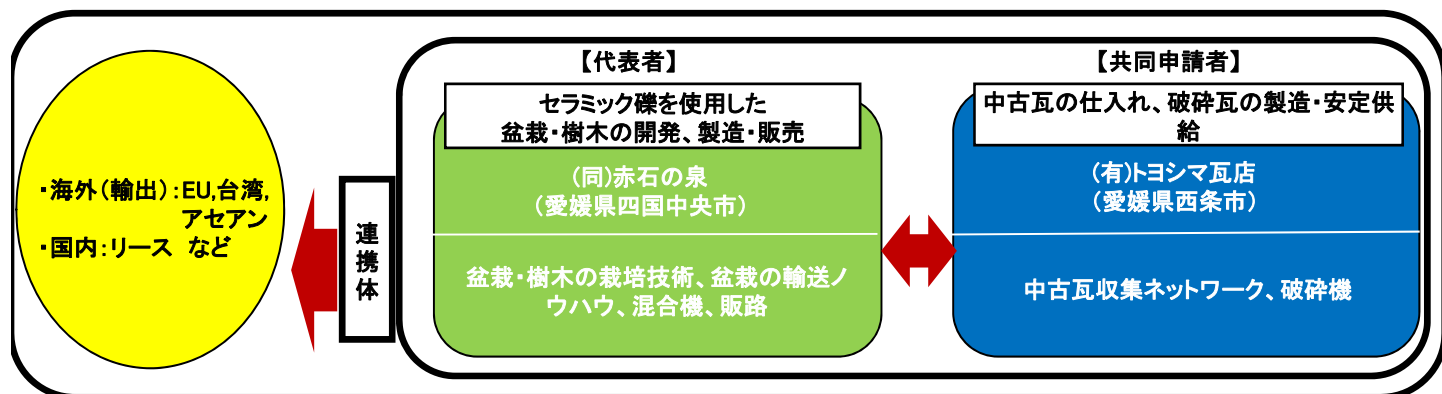 【代表者】
セラミック礫を使用した
盆栽・樹木の開発、製造・販売
(同)赤石の泉
(愛媛県四国中央市)
盆栽・樹木の栽培技術、盆栽の輸送ノ
ウハウ、混合機、販路
【共同申請者】
中古瓦の仕入れ、破砕瓦の製造・安定供
給
(有)トヨシマ瓦店
(愛媛県西条市)
中古瓦収集ネットワーク、破砕機
連
携
体
・海外(輸出):EU,台湾,
アセアン
・国内:リース など